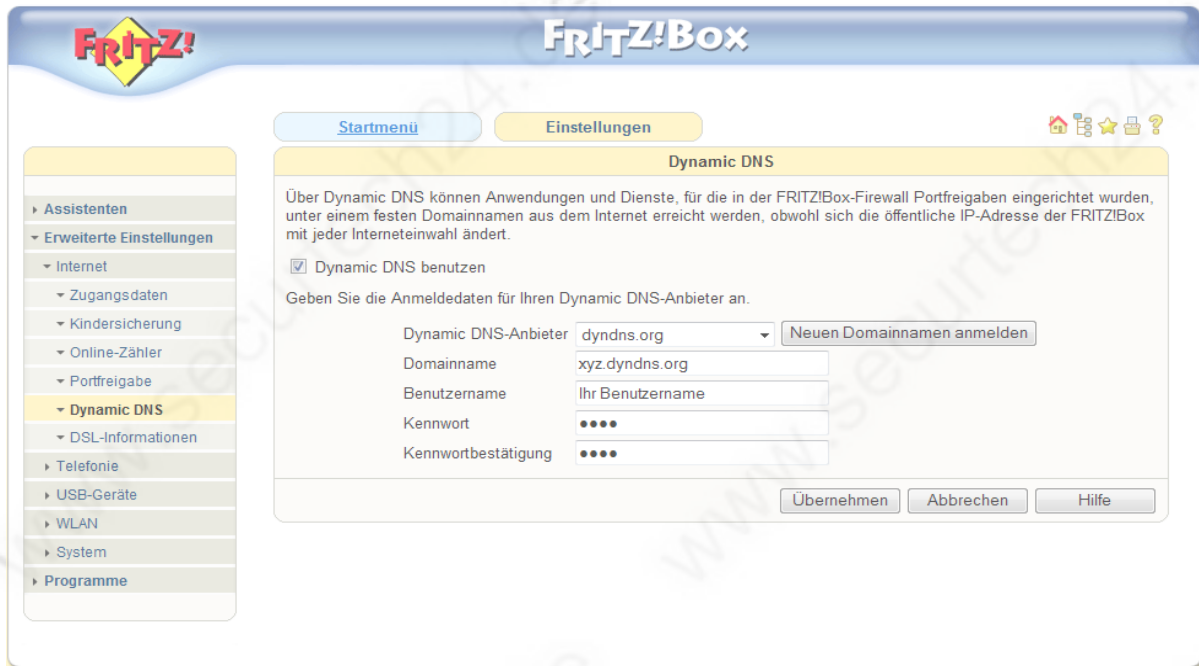 FRITZ!
FRITZ!Box
Startmenü
Einstellungen
Assistenten
Erweiterte Einstellungen
Internet
Zugangsdaten
Kindersicherung
Online-Zähler
Portfreigabe
Dynamic DNS
DSL-Informationen
Telefonie
USB-Geräte
WLAN
System
Programme
Dynamic DNS
Über Dynamic DNS können Anwendungen und Dienste, für die in der FRITZ!Box-Firewall Portfreigaben eingerichtet wurden,
unter einem festen Domainnamen aus dem Internet erreicht werden, obwohl sich die öffentliche IP-Adresse der FRITZ!Box
mit jeder Interneteinwahl ändert.
Dynamic DNS benutzen
Geben Sie die Anmeldedaten für Ihren Dynamic DNS-Anbieter an.
Dynamic DNS-Anbieter dyndns.org Neuen Domainnamen anmelden
Domainname xyz.dyndns.org
Benutzername Ihr Benutzername
Kennwort ●●●●
Kennwortbestätigung ●●●●
Übernehmen Abbrechen Hilfe
www.securtech24.de